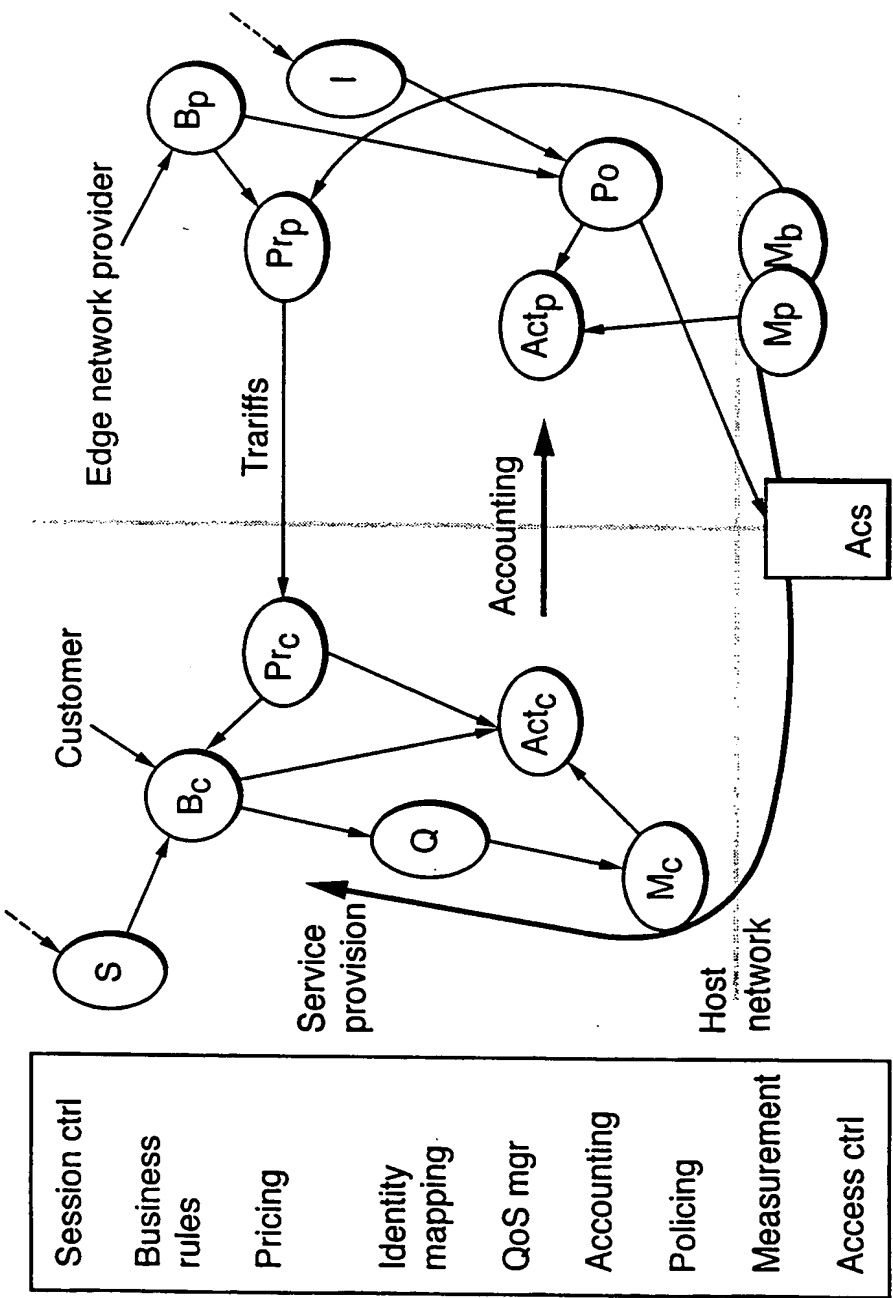 Session ctrl
Business
rules
Pricing
Identity
mapping
QoS mgr
Accounting
Policing
Measurement
Access ctrl
S
Customer
Edge network provider
Bc
Bp
Prc
Trariffs
Prp
I
Service
provision
Q
Accounting
Actc
Actp
Po
Mc
Host
network
Mp
Mb
Acs